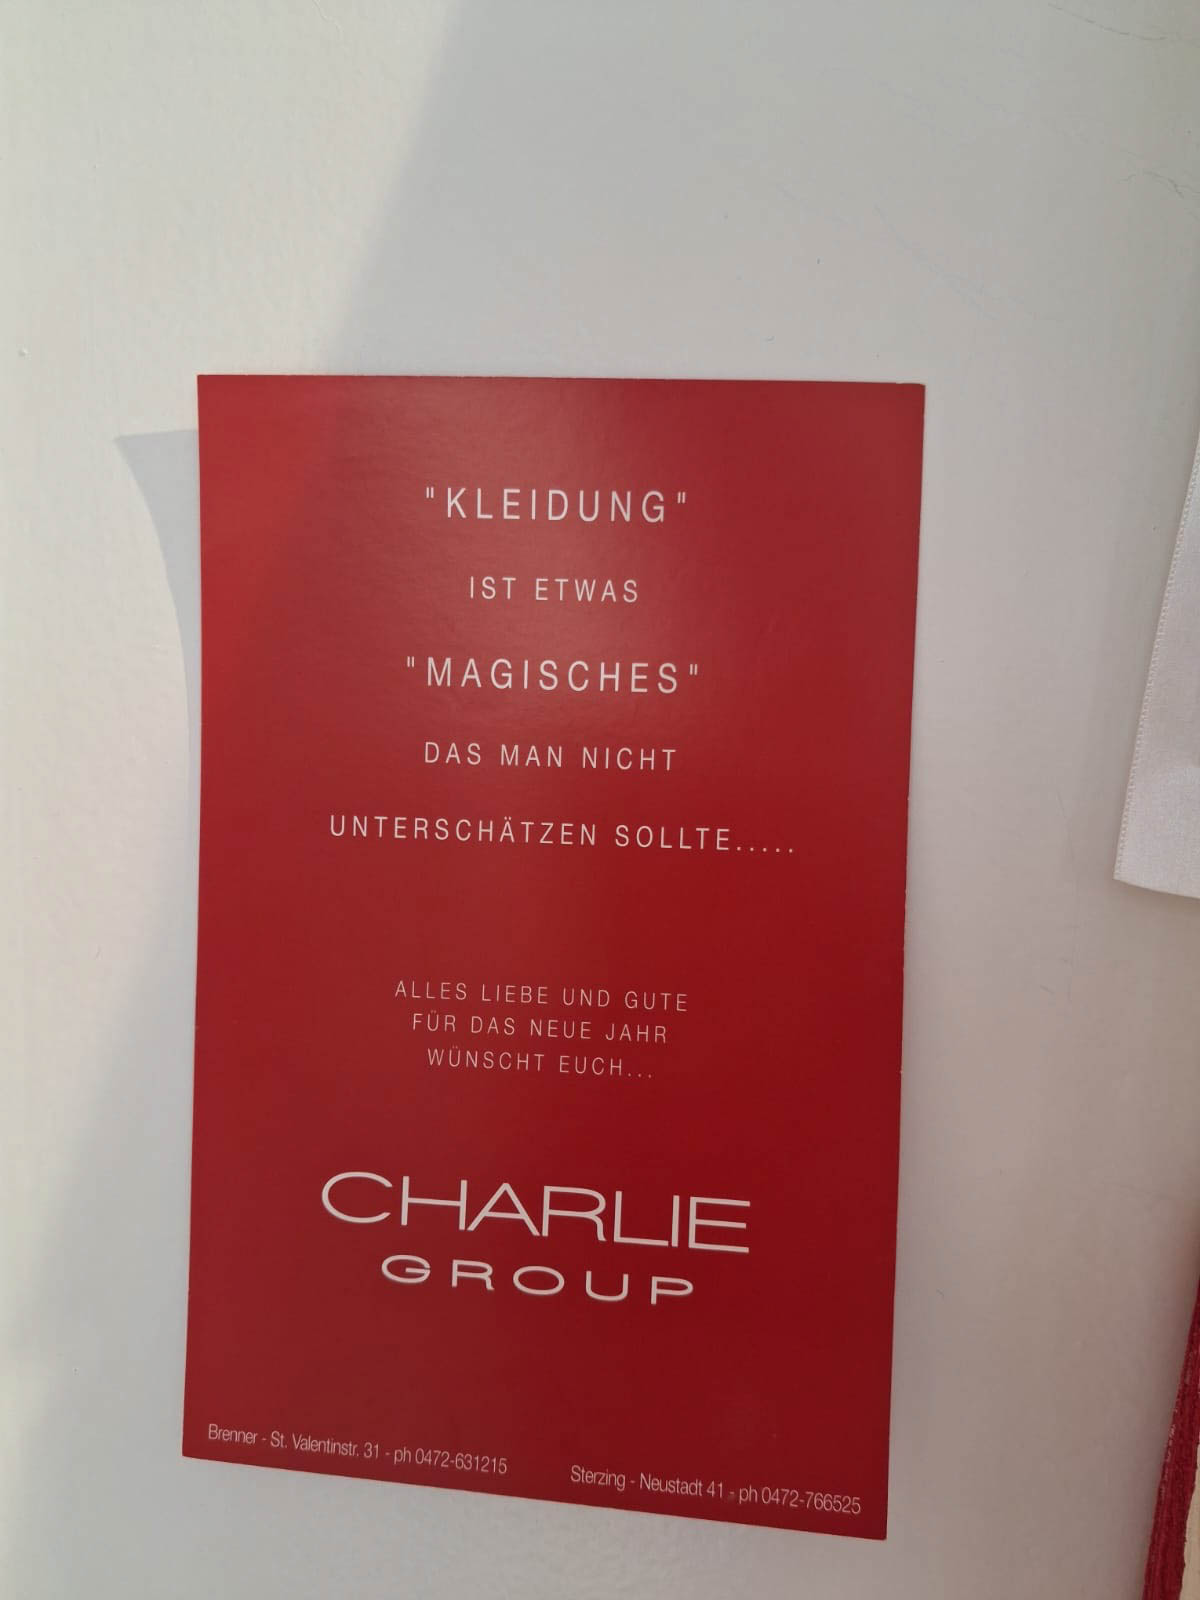 "KLEIDUNG"
IST ETWAS
"MAGISCHES"
DAS MAN NICHT
UNTERSCHÄTZEN SOLLTE.....
ALLES LIEBE UND GUTE
FÜR DAS NEUE JAHR
WÜNSCHT EUCH...
CHARLIE
GROUP
Brenner - St. Valentinstr. 31 - ph 0472-631215
Sterzing - Neustadt 41 - ph 0472-766525